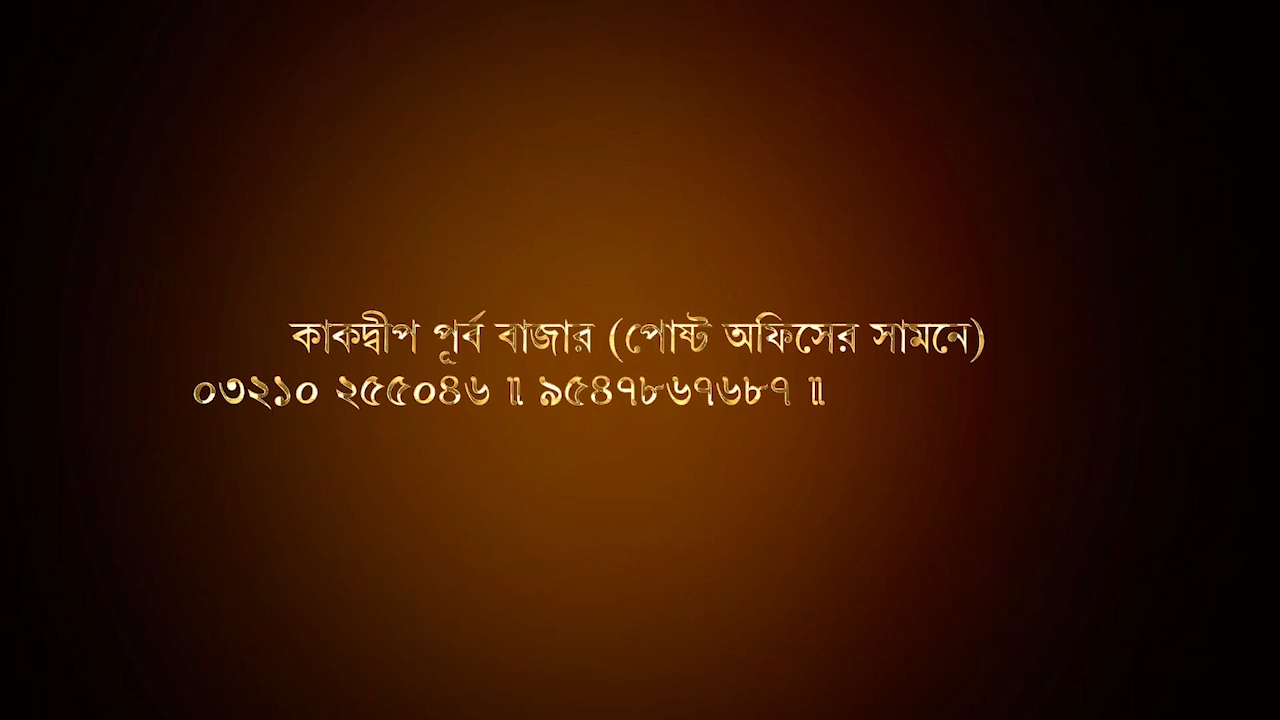 কাকদ্বীপ পূর্ব বাজার (পোষ্ট অফিসের সামনে)
০৩২১০ ২৫৫০৪৬ ॥ ৯৫৪৭৮৬৭৬৮৭ ॥